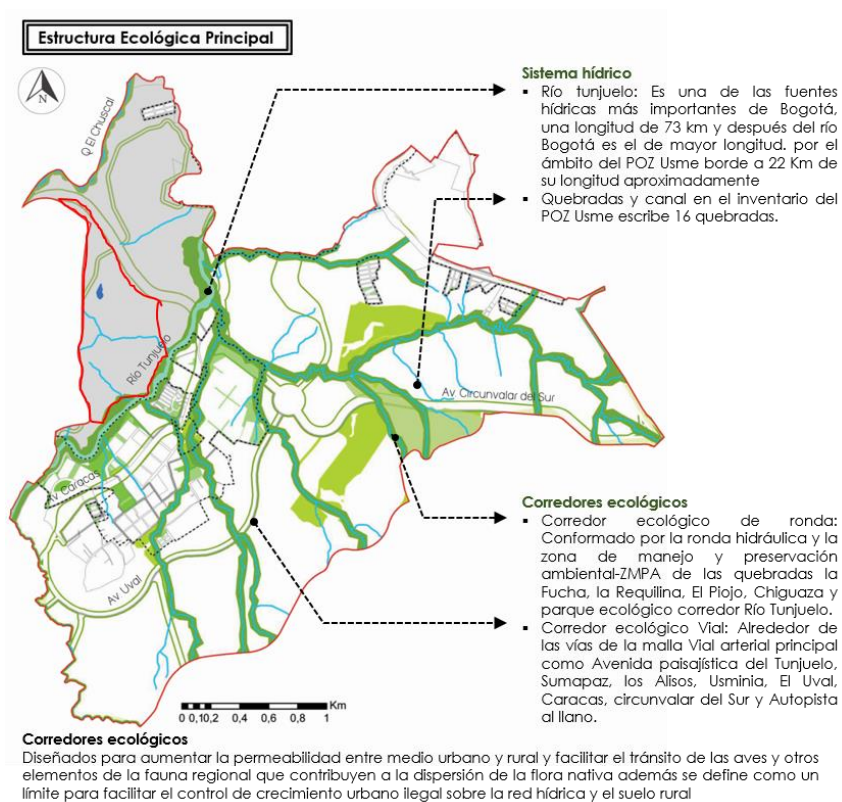 Estructura Ecológica Principal
N
Q El Chuscal
Río Tunjuelo
Av Caracas
Av Uval
Av Circunvalar del Sur
Sistema hídrico
▪ Río tunjuelo: Es una de las fuentes
hídricas más importantes de Bogotá,
una longitud de 73 km y después del río
Bogotá es el de mayor longitud. por el
ámbito del POZ Usme borde a 22 Km de
su longitud aproximadamente
▪ Quebradas y canal en el inventario del
POZ Usme escribe 16 quebradas.
Corredores ecológicos
▪ Corredor ecológico de ronda:
Conformado por la ronda hidráulica y la
zona de manejo y preservación
ambiental-ZMPA de las quebradas la
Fucha, la Requilina, El Piojo, Chiguaza y
parque ecológico corredor Río Tunjuelo.
▪ Corredor ecológico Vial: Alrededor de
las vías de la malla Vial arterial principal
como Avenida paisajística del Tunjuelo,
Sumapaz, los Alisos, Usminia, El Uval,
Caracas, circunvalar del Sur y Autopista
al llano.
Km
0 0,10,2 0,4 0,6 0,8 1
Corredores ecológicos
Diseñados para aumentar la permeabilidad entre medio urbano y rural y facilitar el tránsito de las aves y otros
elementos de la fauna regional que contribuyen a la dispersión de la flora nativa además se define como un
límite para facilitar el control de crecimiento urbano ilegal sobre la red hídrica y el suelo rural